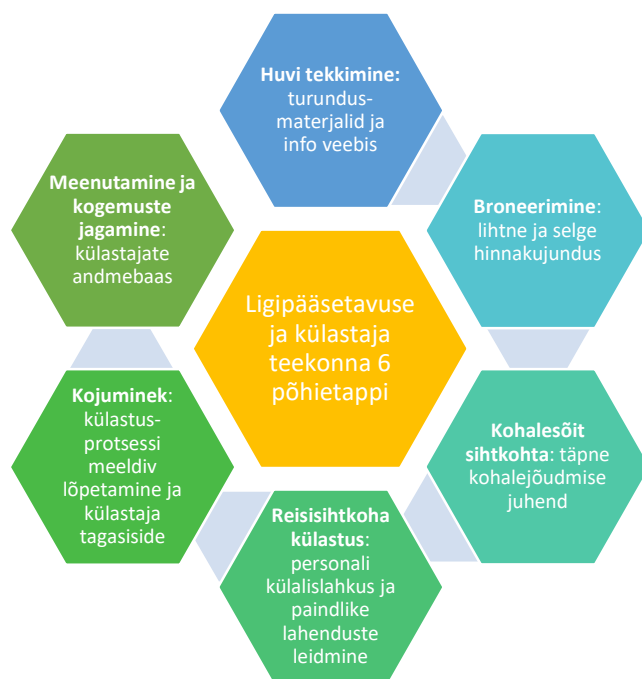 Huvi tekkimine:
turundus-
materjalid ja
info veebis
Broneerimine:
lihtne ja selge
hinnakujundus
Kohalesõit
sihtkohta: täpne
kohalejõudmise
juhend
Reisisihtkoha
külastus:
personali
külalislahkus ja
paindlike
lahenduste
leidmine
Kojuminek:
külastus-
protsessi
meeldiv
lõpetamine ja
külastaja
tagasiside
Meenutamine ja
kogemuste
jagamine:
külastajate
andmebaas
Ligipääsetavuse
ja külastaja
teekonna 6
põhietappi